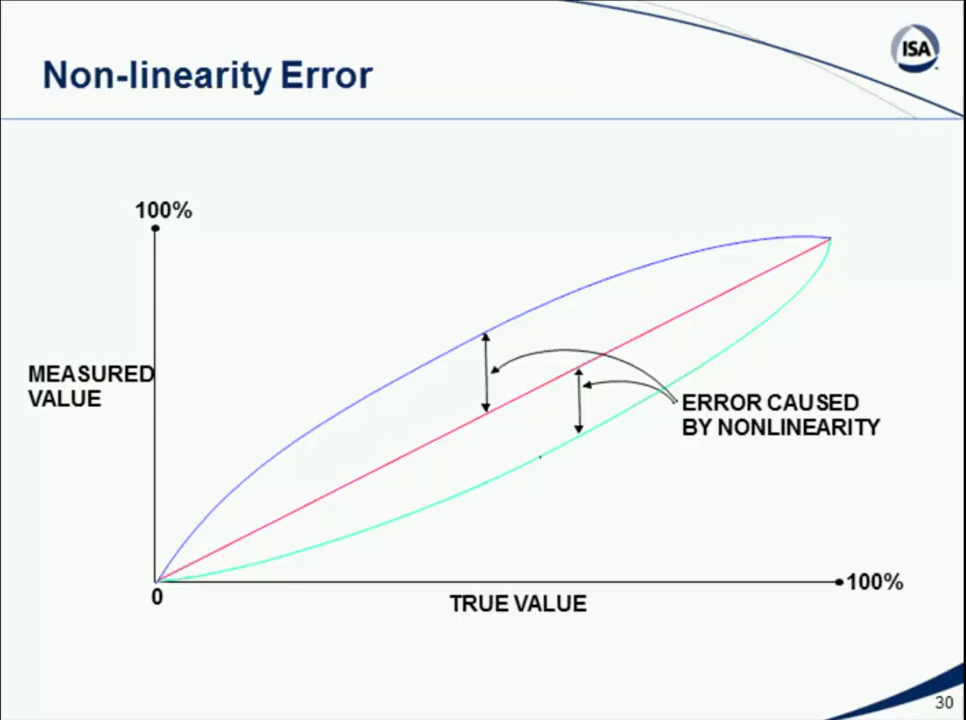 Non-linearity Error
ISA
100%
MEASURED
VALUE
ERROR CAUSED
BY NONLINEARITY
100%
0
TRUE VALUE
30